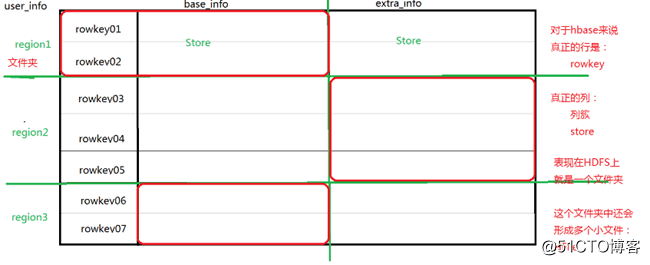 user_info base_info extra_info
region1
文件夹
rowkey01
rowkey02
Store
Store
对于hbase来说
真正的行是:
rowkey
region2
rowkey03
rowkey04
rowkey05
真正的列:
列族
store
表现在HDFS上
就是一个文件夹
region3
rowkey06
rowkey07
这个文件夹中还会
形成多个小文件:
@51CTO博客